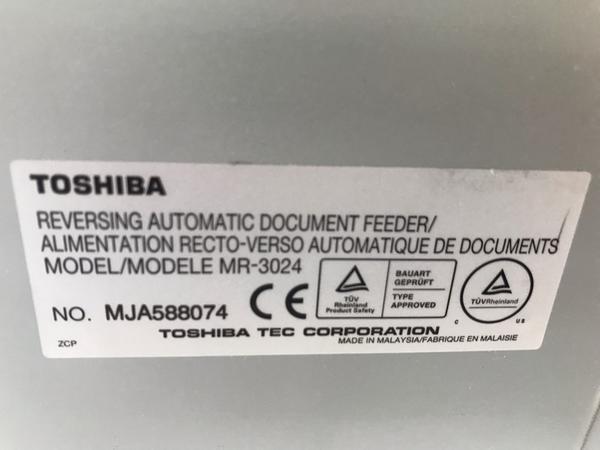 TOSHIBA
REVERSING AUTOMATIC DOCUMENT FEEDER/
ALIMENTATION RECTO-VERSO AUTOMATIQUE DE DOCUMENTS
MODEL/MODELE MR-3024
NO. MJA588074 CE
TÜV
Rheinland
Product Safety
BAUART
GEPRÜFT
TYPE
APPROVED
TÜVRheinland
C US
TOSHIBA TEC CORPORATION
ZCP
MADE IN MALAYSIA/FABRIQUE EN MALAISIE